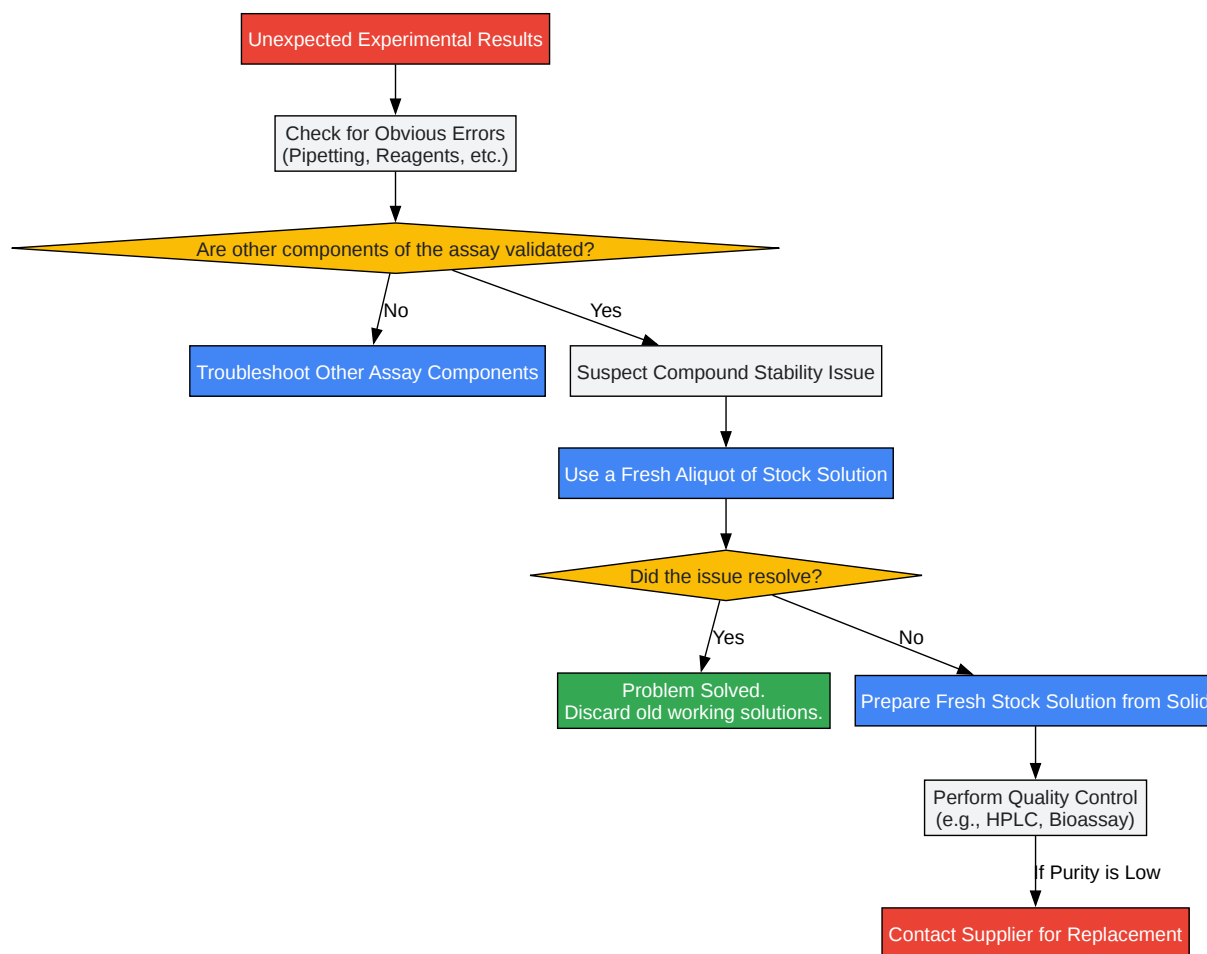 Unexpected Experimental Results
Check for Obvious Errors
(Pipetting, Reagents, etc.)
Are other components of the assay validated?
No
Yes
Troubleshoot Other Assay Components
Suspect Compound Stability Issue
Use a Fresh Aliquot of Stock Solution
Did the issue resolve?
Yes
No
Problem Solved.
Discard old working solutions.
Prepare Fresh Stock Solution from Solid
Perform Quality Control
(e.g., HPLC, Bioassay)
If Purity is Low
Contact Supplier for Replacement